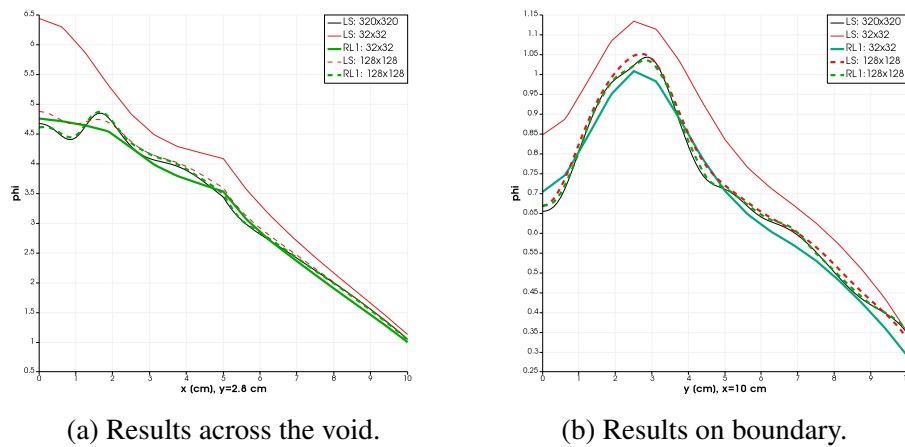 LS: 320x320
LS: 32x32
RL1: 32x32
LS: 128x128
RL1: 128x128
6.5
6
5.5
5
4.5
4
3.5
3
2.5
2
1.5
1
0.5
phi
0 1 2 3 4 5 6 7 8 9 10
x (cm), y=2.8 cm
(a) Results across the void.
LS: 320x320
LS: 32x32
RL1: 32x32
LS: 128x128
RL1:128x128
1.15
1.1
1.05
1
0.95
0.9
0.85
0.8
0.75
0.7
0.65
0.6
0.55
0.5
0.45
0.4
0.35
0.3
0.25
phi
0 1 2 3 4 5 6 7 8 9
y (cm), x=10 cm
(b) Results on boundary.